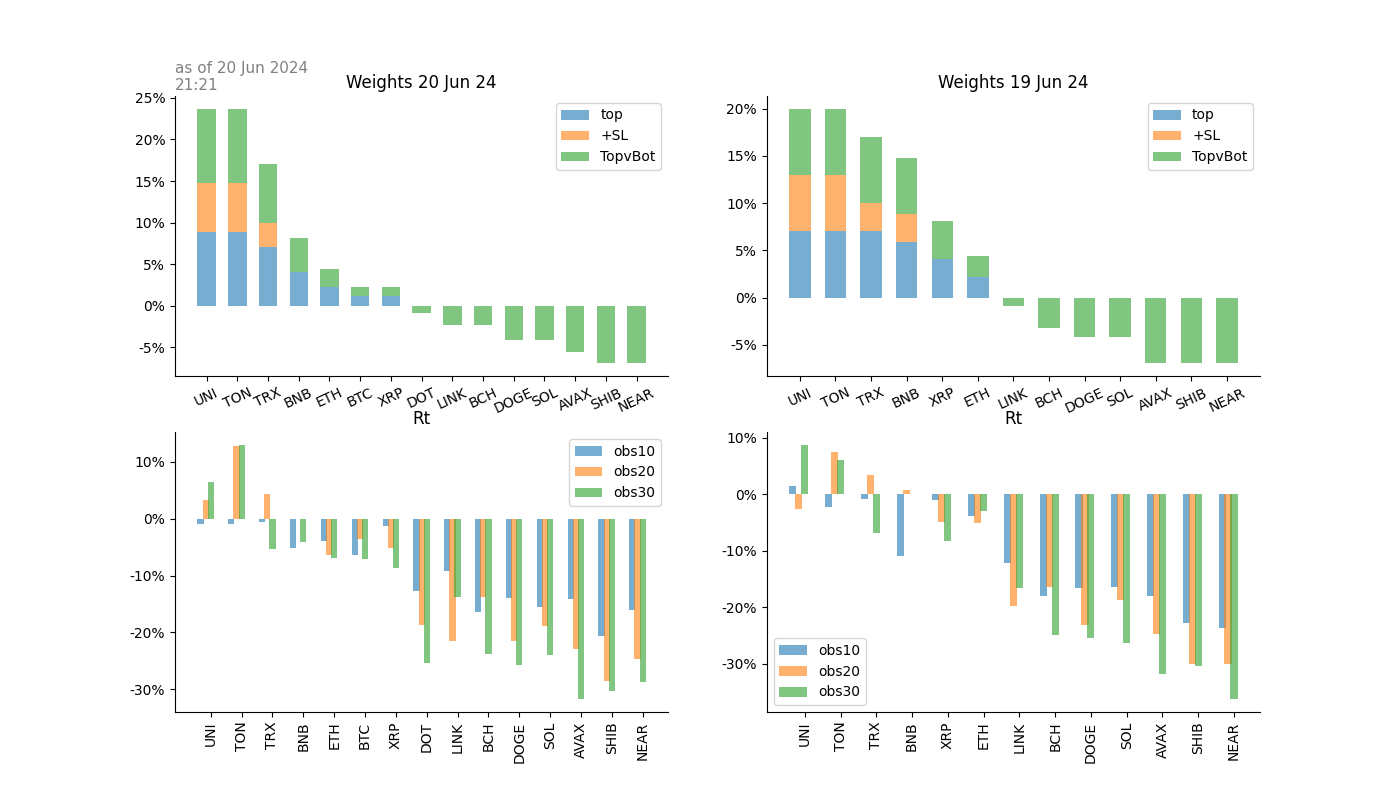 as of 20 Jun 2024
21:21
Weights 20 Jun 24
25%
20%
15%
10%
5%
0%
-5%
top
+SL
TopvBot
UNI TON TRX BNB ETH BTC XRP DOT LINK BCH DOGE SOL AVAX SHIB NEAR
Weights 19 Jun 24
20%
15%
10%
5%
0%
-5%
top
+SL
TopvBot
UNI TON TRX BNB XRP ETH LINK BCH DOGE SOL AVAX SHIB NEAR
Rt
10%
0%
-10%
-20%
-30%
obs10
obs20
obs30
UNI TON TRX BNB ETH BTC XRP DOT LINK BCH DOGE SOL AVAX SHIB NEAR
Rt
10%
0%
-10%
-20%
-30%
obs10
obs20
obs30
UNI TON TRX BNB XRP ETH LINK BCH DOGE SOL AVAX SHIB NEAR